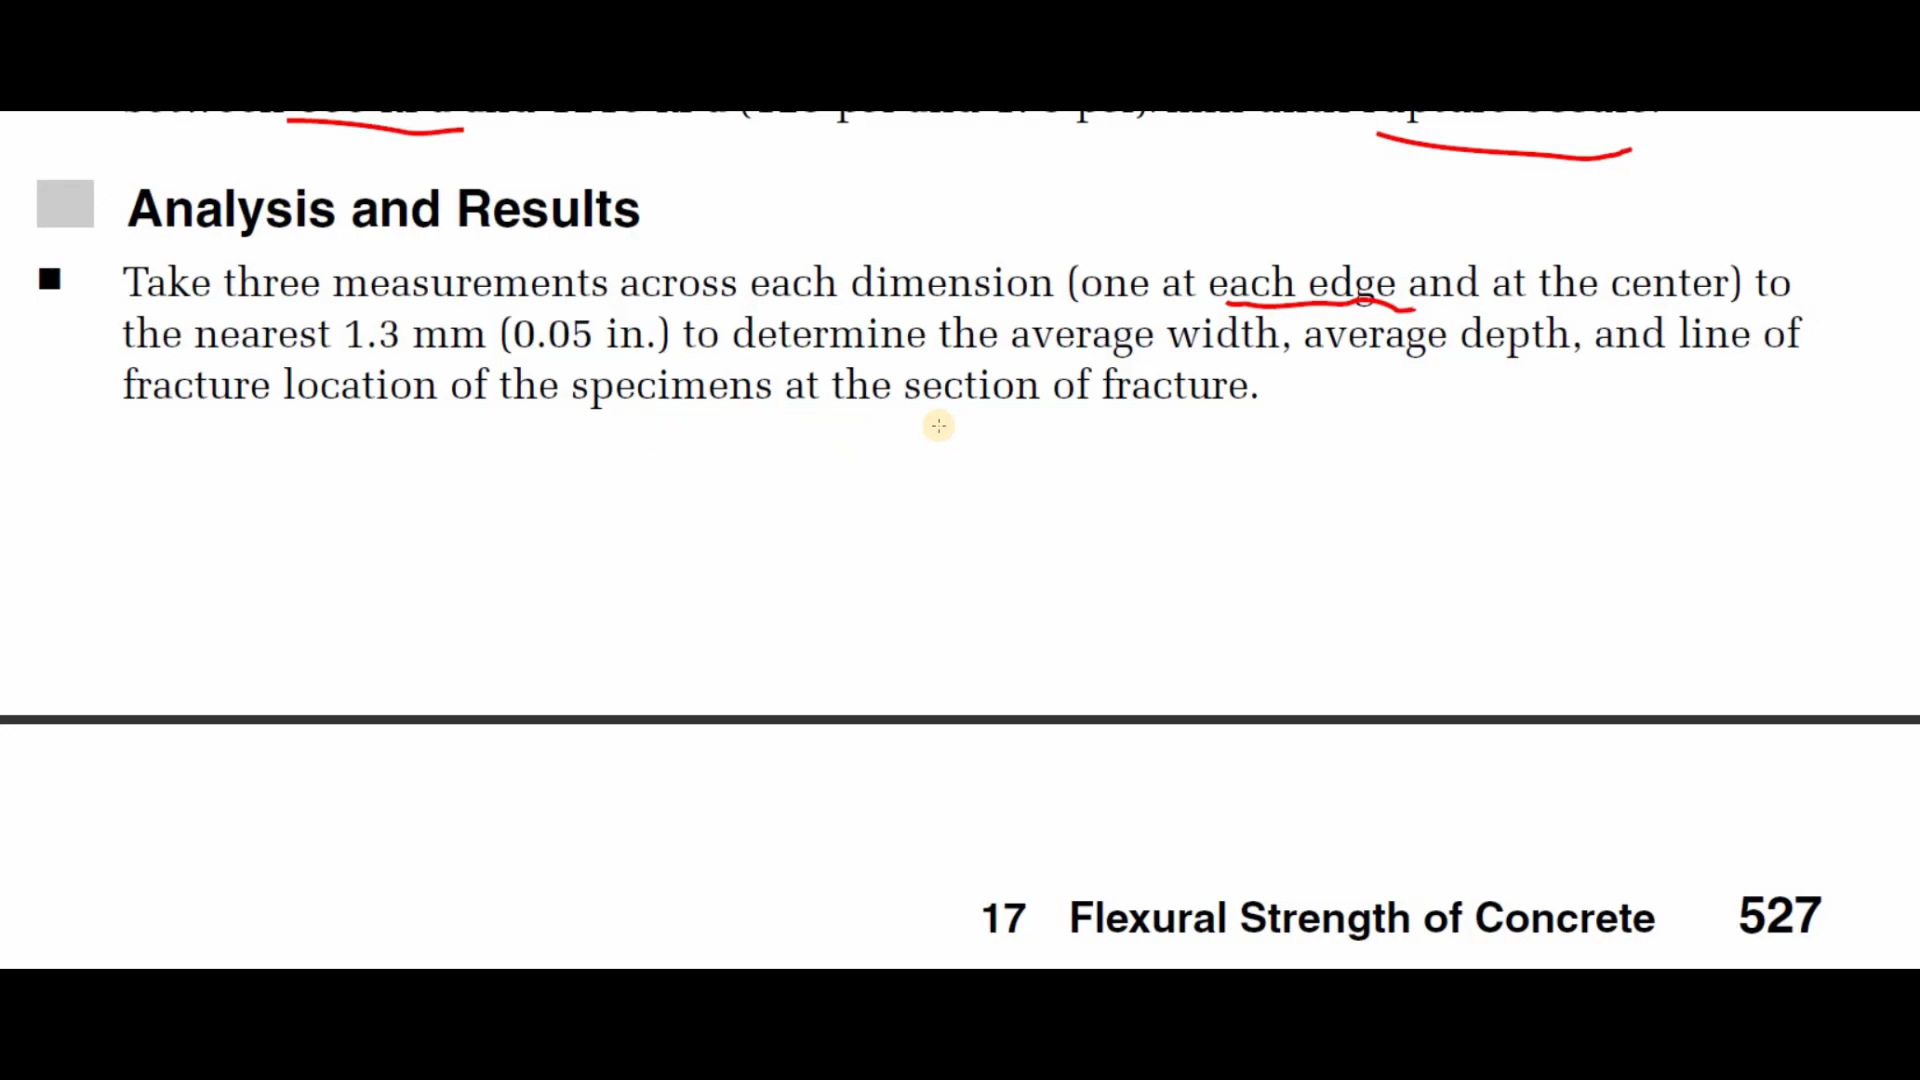 Analysis and Results
■ Take three measurements across each dimension (one at each edge and at the center) to
the nearest 1.3 mm (0.05 in.) to determine the average width, average depth, and line of
fracture location of the specimens at the section of fracture.
17 Flexural Strength of Concrete 527